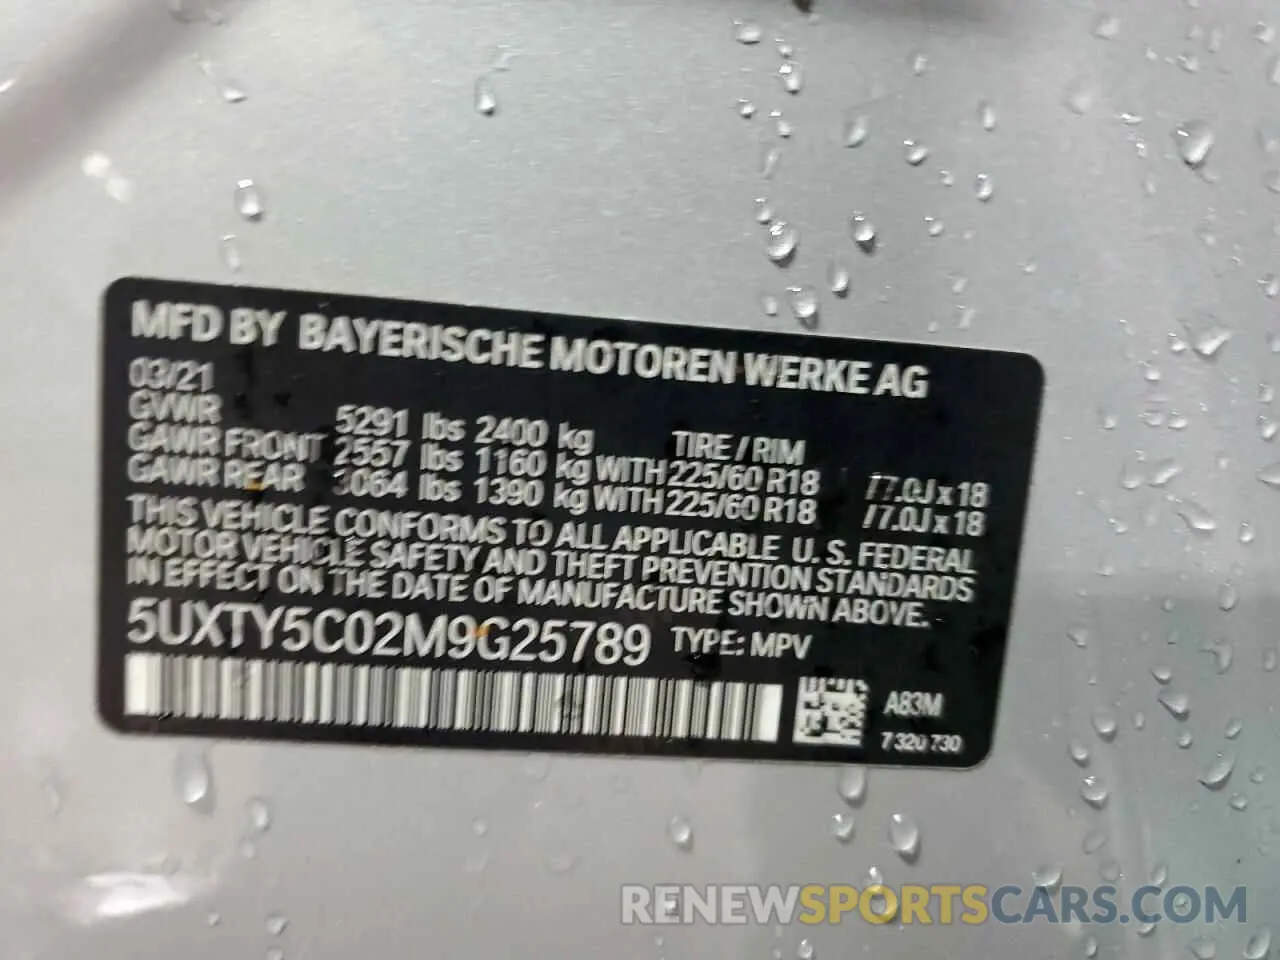 MFD BY BAYERISCHE MOTOREN WERKE AG
03/21
GVWR 5291 lbs 2400 kg TIRE / RIM
GAWR FRONT 2557 lbs 1160 kg WITH 225/60 R18 / 7.0J x 18
GAWR REAR 3064 lbs 1390 kg WITH 225/60 R18 / 7.0J x 18
THIS VEHICLE CONFORMS TO ALL APPLICABLE U. S. FEDERAL
MOTOR VEHICLE SAFETY AND THEFT PREVENTION STANDARDS
IN EFFECT ON THE DATE OF MANUFACTURE SHOWN ABOVE.
5UXTY5C02M9G25789 TYPE: MPV
A83M
7 320 730
RENEWSPORTSCARS.COM